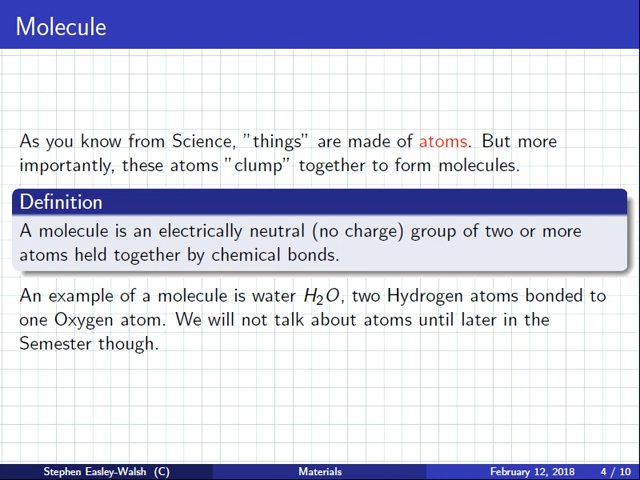 Molecule
As you know from Science, ”things” are made of atoms. But more
importantly, these atoms ”clump” together to form molecules.
Definition
A molecule is an electrically neutral (no charge) group of two or more
atoms held together by chemical bonds.
An example of a molecule is water H₂O, two Hydrogen atoms bonded to
one Oxygen atom. We will not talk about atoms until later in the
Semester though.
Stephen Easley-Walsh (C) Materials February 12, 2018 4 / 10